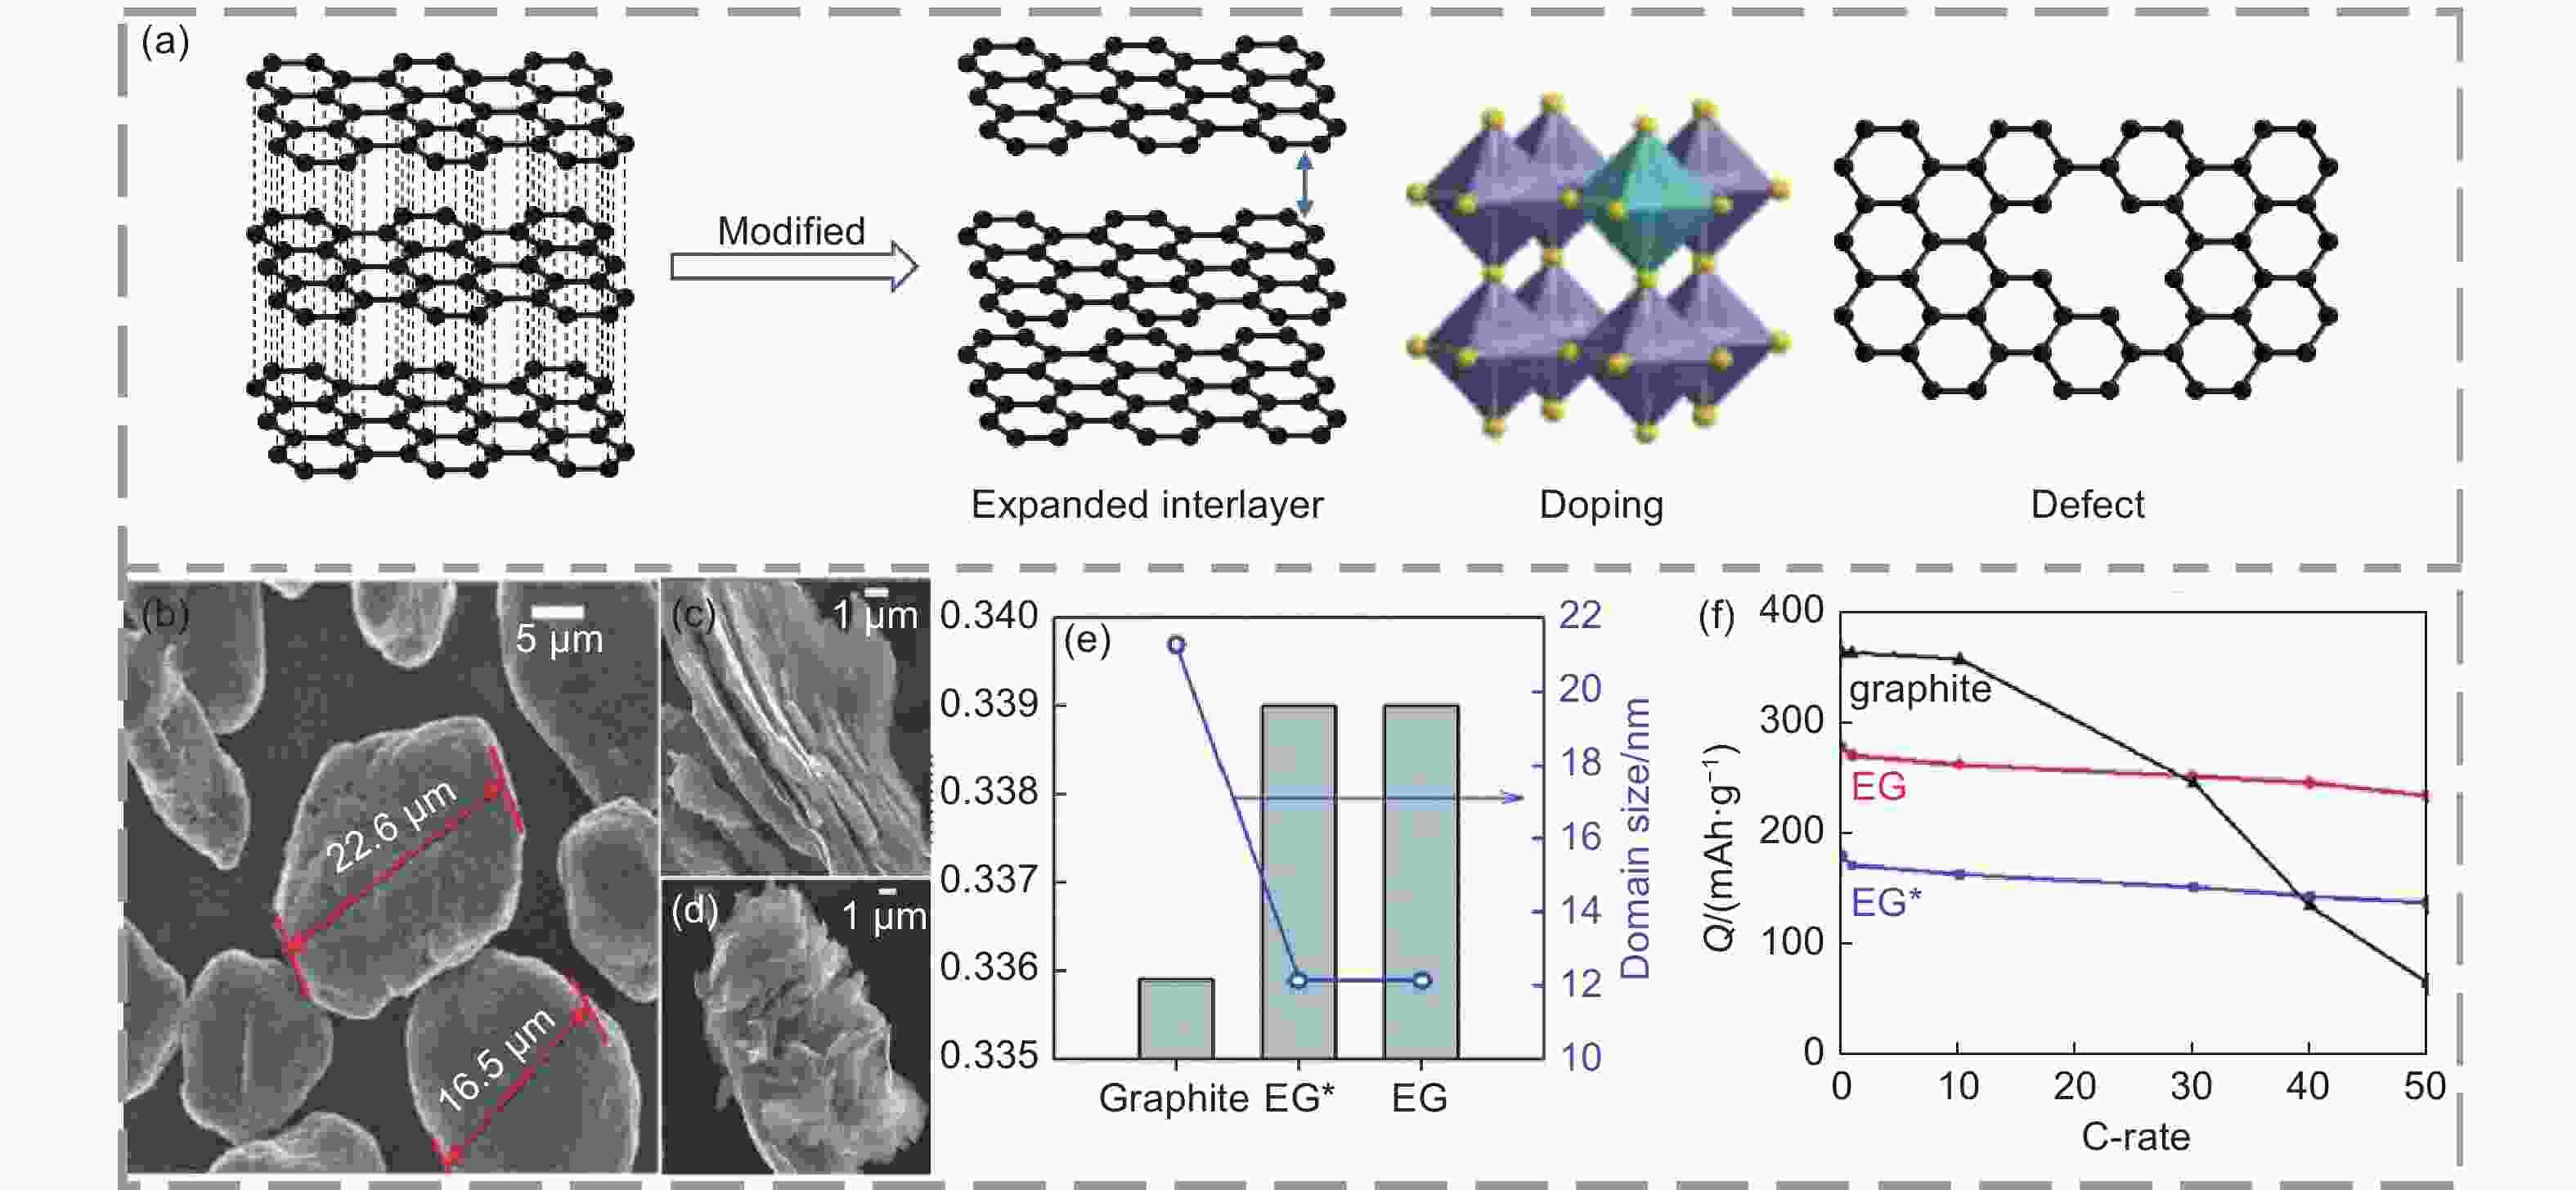 (a)
Modified
Expanded interlayer
Doping
Defect
(b)
5 μm
22.6 μm
16.5 μm
(c)
1 μm
(d)
1 μm
(e)
0.340
0.339
0.338
0.337
0.336
0.335
22
20
18
16
14
12
10
Domain size/nm
Graphite
EG*
EG
(f)
400
300
200
100
0
Q/(mAh·g⁻¹)
graphite
EG
EG*
0
10
20
30
40
50
C-rate